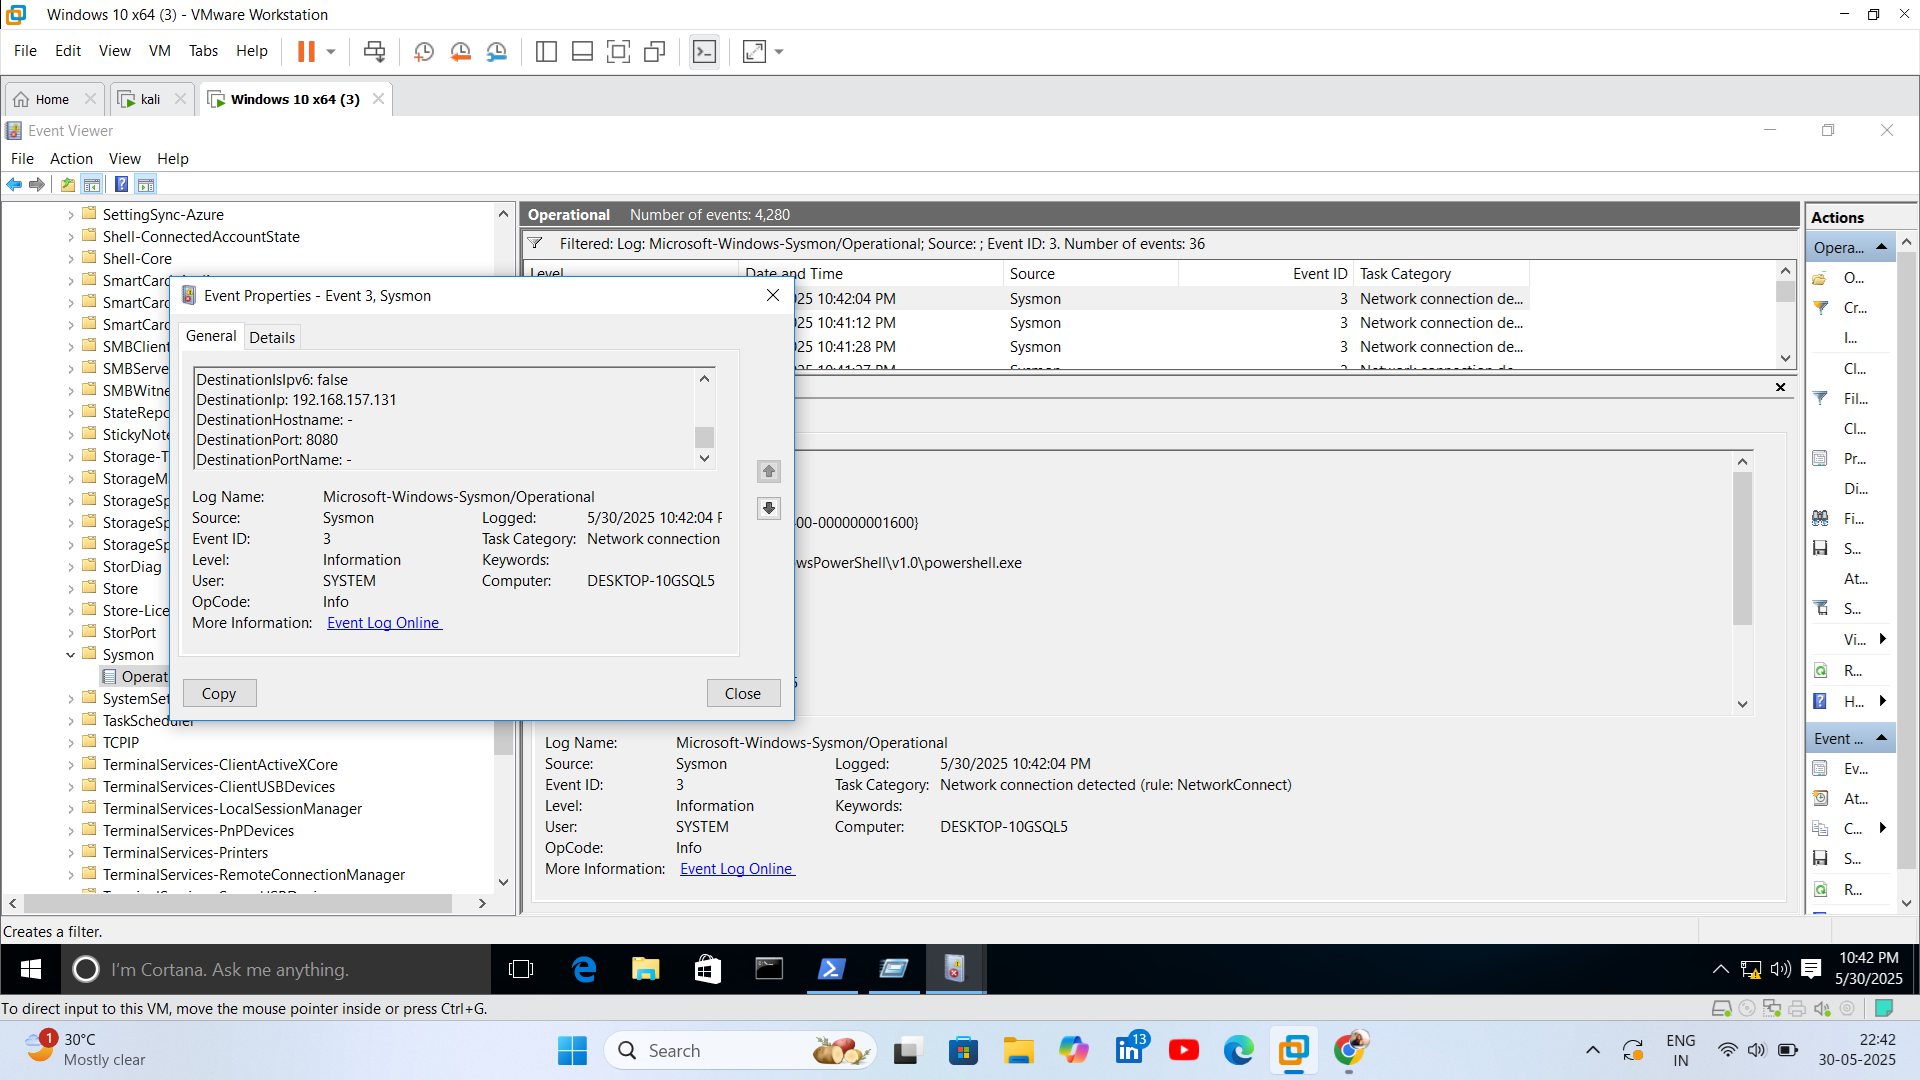 Windows 10 x64 (3) - VMware Workstation
File Edit View VM Tabs Help
Home kali Windows 10 x64 (3)
Event Viewer
File Action View Help
SettingSync-Azure
Shell-ConnectedAccountState
Shell-Core
SmartCard
SmartCard
SmartCard
SMBClient
SMBServe
SMBWitne
StateRepo
StickyNote
Storage-T
StorageM
StorageSp
StorageSp
StorageSp
StorDiag
Store
Store-Lice
StorPort
Sysmon
Operat
SystemSet
TaskScheduler
TCPIP
TerminalServices-ClientActiveXCore
TerminalServices-ClientUSBDevices
TerminalServices-LocalSessionManager
TerminalServices-PnPDevices
TerminalServices-Printers
TerminalServices-RemoteConnectionManager
Operational Number of events: 4,280
Filtered: Log: Microsoft-Windows-Sysmon/Operational; Source: ; Event ID: 3. Number of events: 36
Level Date and Time Source Event ID Task Category
025 10:42:04 PM Sysmon 3 Network connection de...
025 10:41:12 PM Sysmon 3 Network connection de...
025 10:41:28 PM Sysmon 3 Network connection de...
Event Properties - Event 3, Sysmon
General Details
DestinationIsIpv6: false
DestinationIp: 192.168.157.131
DestinationHostname: -
DestinationPort: 8080
DestinationPortName: -
Log Name: Microsoft-Windows-Sysmon/Operational
Source: Sysmon Logged: 5/30/2025 10:42:04 P
Event ID: 3 Task Category: Network connection
Level: Information Keywords:
User: SYSTEM Computer: DESKTOP-10GSQL5
OpCode: Info
More Information: Event Log Online
Copy Close
00-000000001600}
wsPowerShell\v1.0\powershell.exe
Log Name: Microsoft-Windows-Sysmon/Operational
Source: Sysmon Logged: 5/30/2025 10:42:04 PM
Event ID: 3 Task Category: Network connection detected (rule: NetworkConnect)
Level: Information Keywords:
User: SYSTEM Computer: DESKTOP-10GSQL5
OpCode: Info
More Information: Event Log Online
Actions
Opera...
O...
Cr...
I...
Cl...
Fil...
Cl...
Pr...
Di...
Fi...
S...
At...
S...
Vi...
R...
H...
Event ...
Ev...
At...
C...
S...
R...
Creates a filter.
I'm Cortana. Ask me anything.
10:42 PM
5/30/2025
To direct input to this VM, move the mouse pointer inside or press Ctrl+G.
1
30°C
Mostly clear
Search
13
ENG
IN
22:42
30-05-2025